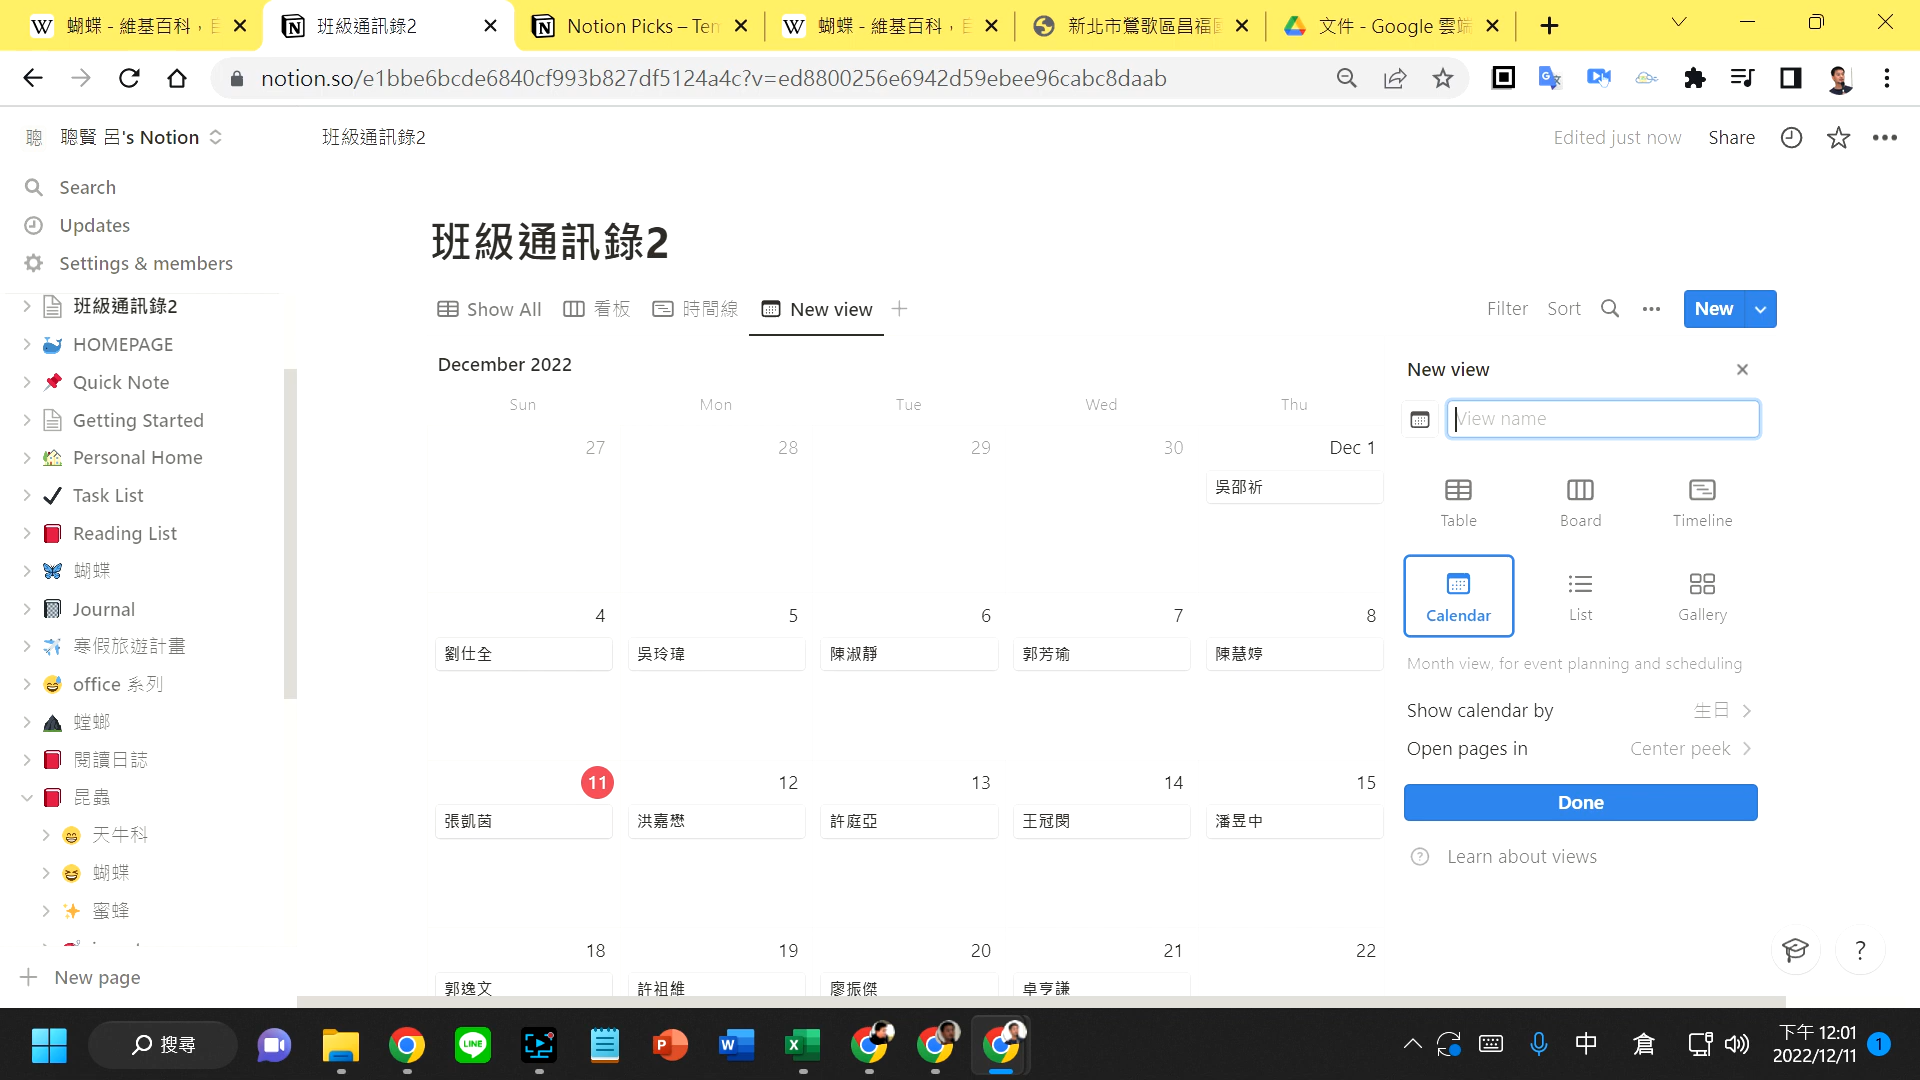 蝴蝶 - 維基百科，自
班級通訊錄2
Notion Picks – Tem
蝴蝶 - 維基百科，自
新北市鶯歌區昌福國
文件 - Google 雲端
notion.so/e1bbe6bcde6840cf993b827df5124a4c?v=ed8800256e6942d59ebee96cabc8daab
聰 聰賢 呂's Notion
班級通訊錄2
Edited just now
Share
Search
Updates
Settings & members
班級通訊錄2
HOMEPAGE
Quick Note
Getting Started
Personal Home
Task List
Reading List
蝴蝶
Journal
寒假旅遊計畫
office 系列
螳螂
閱讀日誌
昆蟲
天牛科
蝴蝶
蜜蜂
New page
班級通訊錄2
Show All 看板 時間線 New view
Filter Sort New
December 2022
Sun Mon Tue Wed Thu
27 28 29 30 Dec 1
吳邵祈
4 5 6 7 8
劉仕全 吳玲瑋 陳淑靜 郭芳瑜 陳慧婷
11 12 13 14 15
張凱茵 洪嘉懋 許庭亞 王冠閔 潘昱中
18 19 20 21 22
郭逸文 許祖維 廖振傑 卓亨謙
New view
View name
Table Board Timeline
Calendar List Gallery
Month view, for event planning and scheduling
Show calendar by 生日
Open pages in Center peek
Done
Learn about views
?
搜尋
LINE
中 倉
下午 12:01
2022/12/11
1